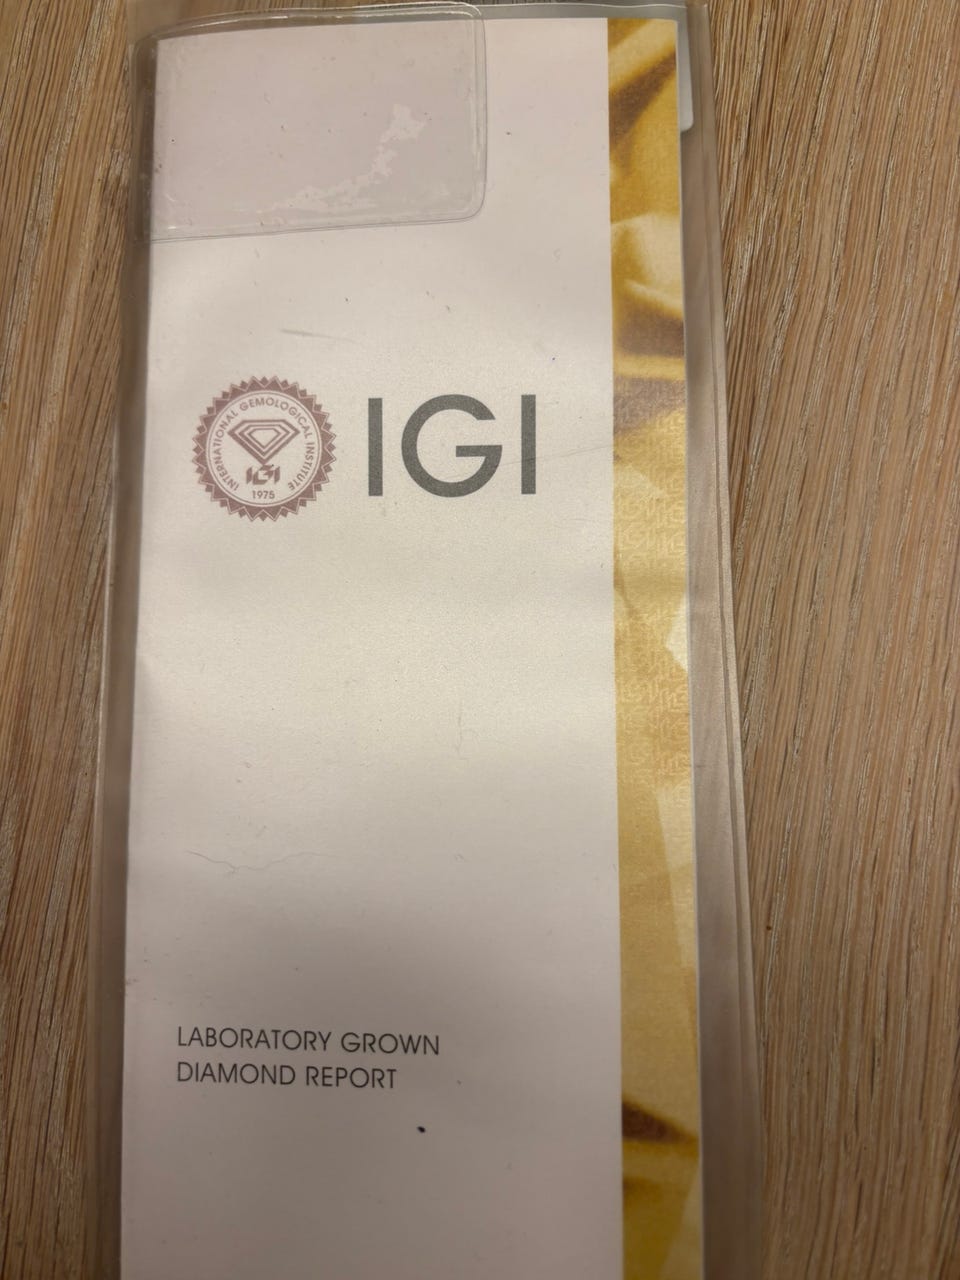 INTERNATIONAL GEMOLOGICAL INSTITUTE
IGI
1975
IGI
LABORATORY GROWN
DIAMOND REPORT